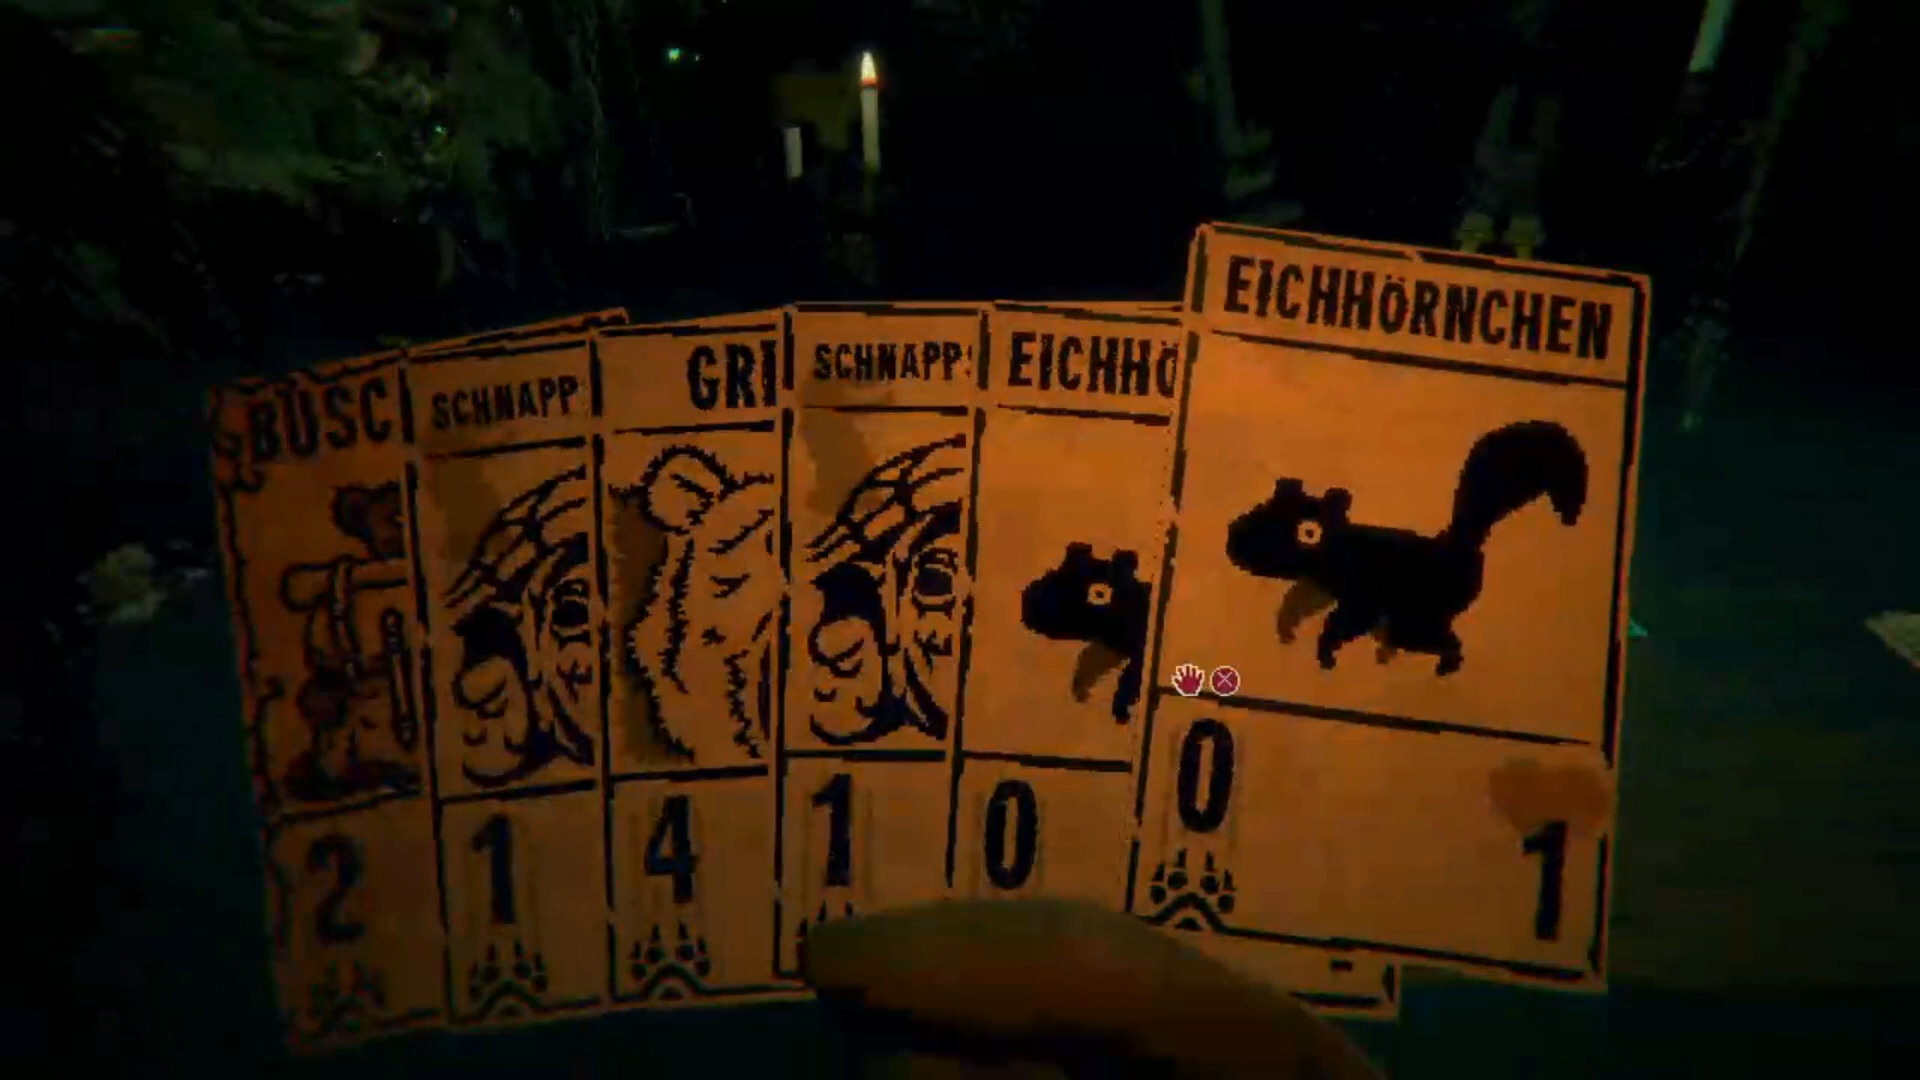 BÜSC
SCHNAPP
GRI
SCHNAPP
EICHHÖ
EICHHÖRNCHEN
2
1
4
1
0
0
1